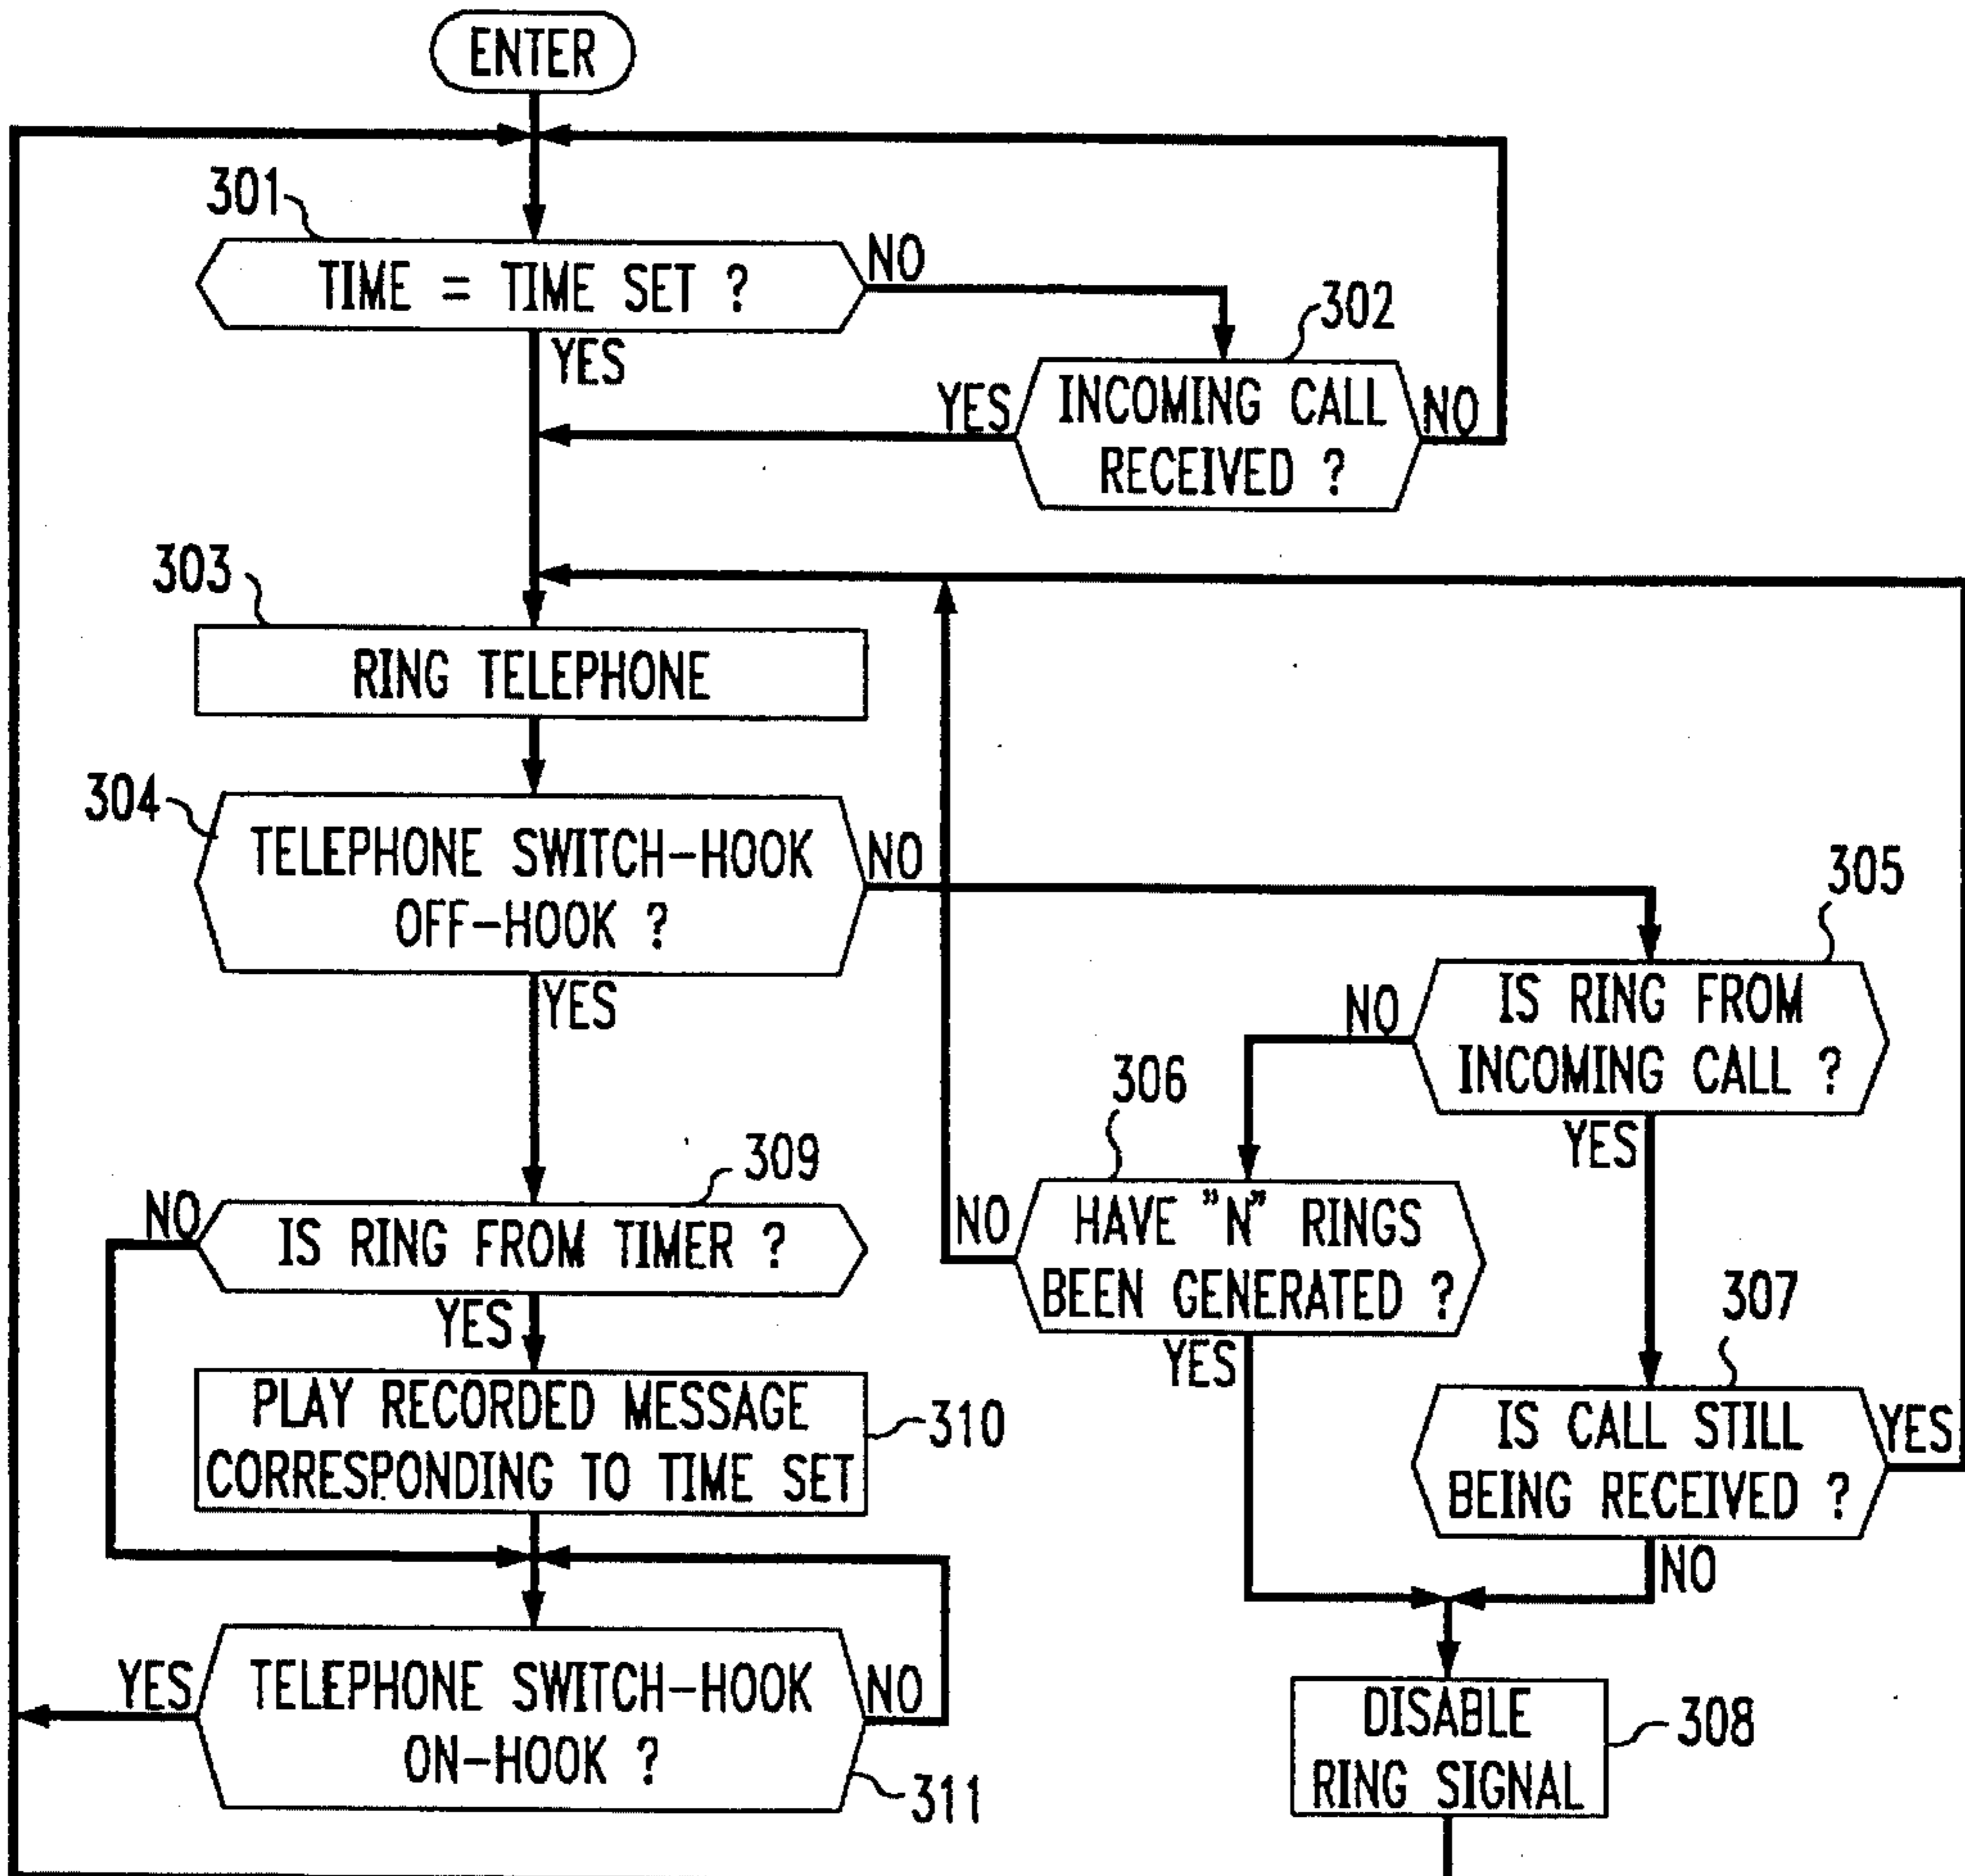 ENTER
301
TIME = TIME SET ?
NO
YES
302
INCOMING CALL
RECEIVED ?
YES
NO
303
RING TELEPHONE
304
TELEPHONE SWITCH-HOOK
OFF-HOOK ?
NO
YES
305
IS RING FROM
INCOMING CALL ?
NO
YES
306
HAVE "N" RINGS
BEEN GENERATED ?
NO
YES
307
IS CALL STILL
BEING RECEIVED ?
YES
NO
308
DISABLE
RING SIGNAL
309
IS RING FROM TIMER ?
NO
YES
PLAY RECORDED MESSAGE
CORRESPONDING TO TIME SET
310
TELEPHONE SWITCH-HOOK
ON-HOOK ?
YES
NO
311